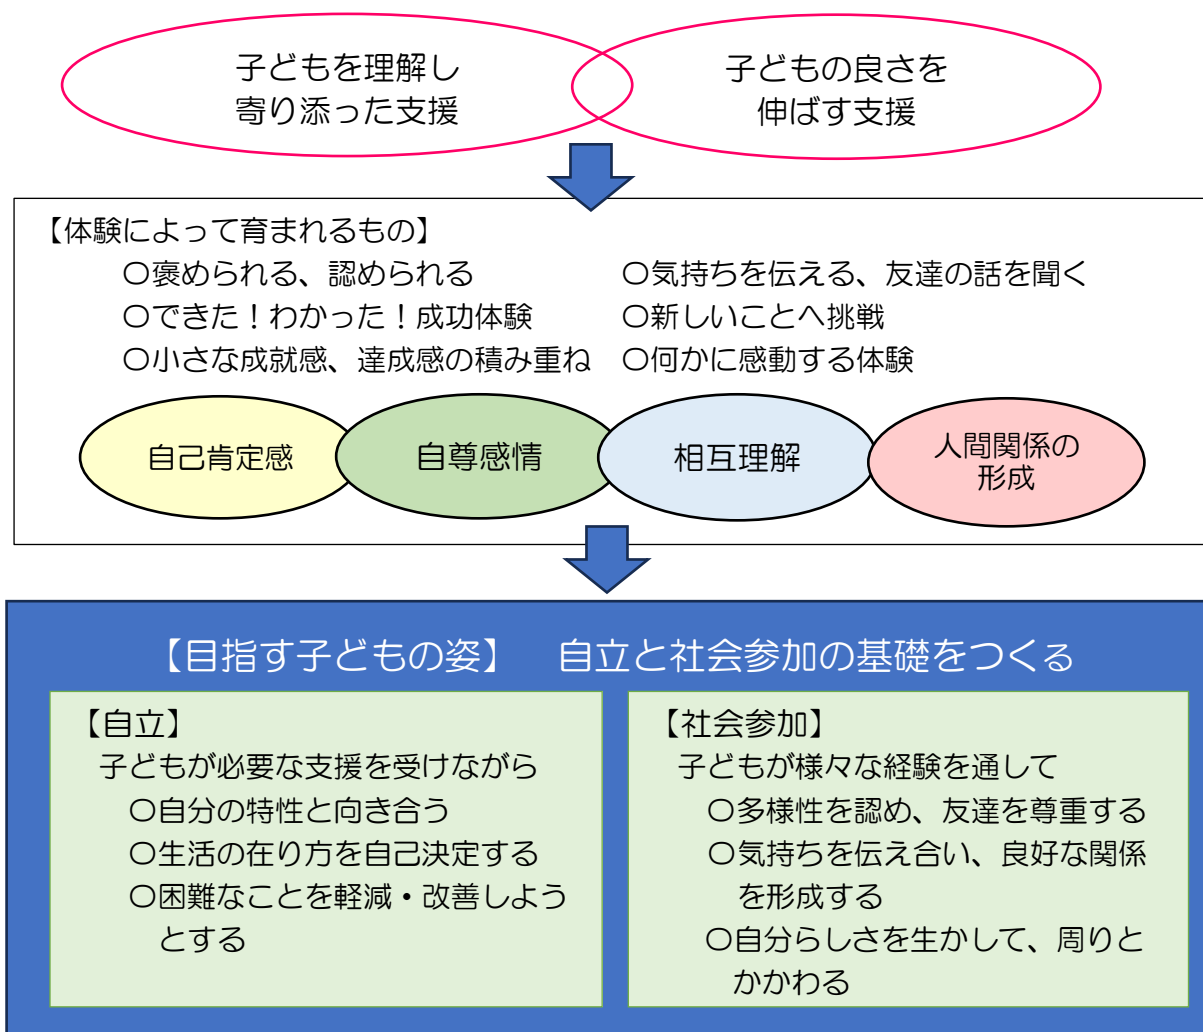 子どもを理解し
寄り添った支援
子どもの良さを
伸ばす支援
【体験によって育まれるもの】
〇褒められる、認められる
〇できた！わかった！成功体験
〇小さな成就感、達成感の積み重ね
〇気持ちを伝える、友達の話を聞く
〇新しいことへ挑戦
〇何かに感動する体験
自己肯定感
自尊感情
相互理解
人間関係の
形成
【目指す子どもの姿】　自立と社会参加の基礎をつくる
【自立】
子どもが必要な支援を受けながら
〇自分の特性と向き合う
〇生活の在り方を自己決定する
〇困難なことを軽減・改善しよう
とする
【社会参加】
子どもが様々な経験を通して
〇多様性を認め、友達を尊重する
〇気持ちを伝え合い、良好な関係
を形成する
〇自分らしさを生かして、周りと
かかわる